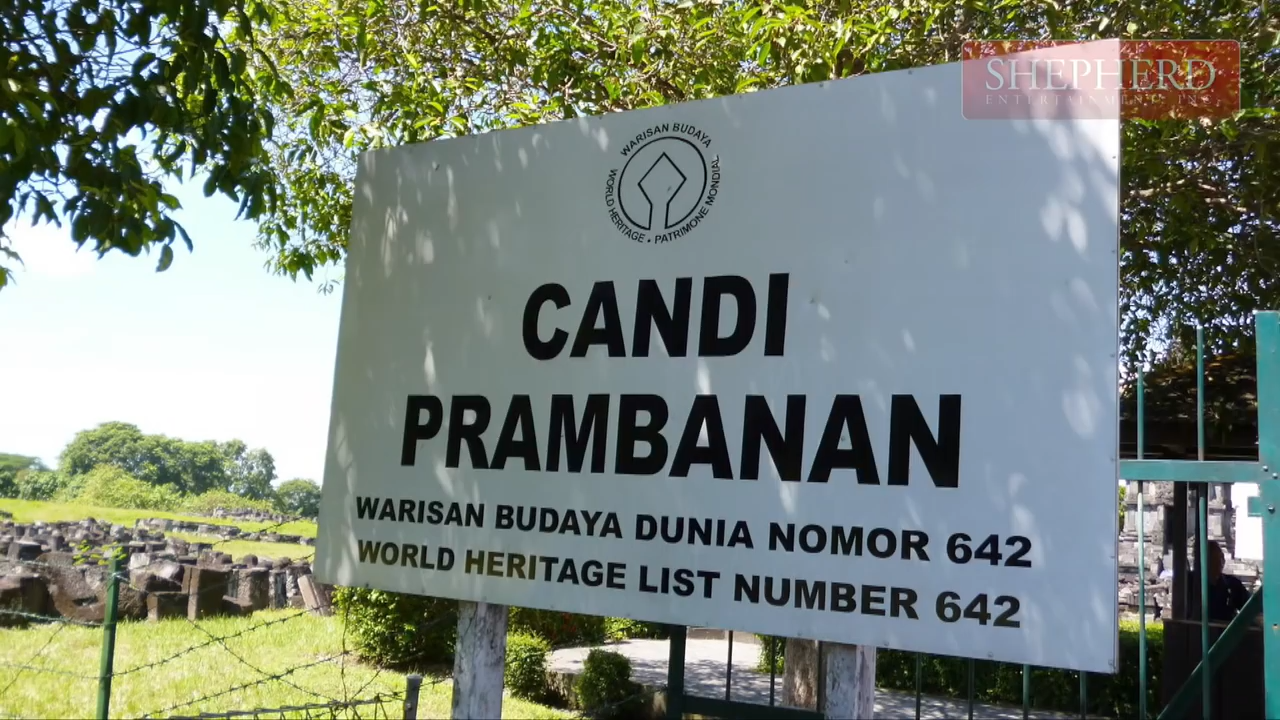 SHEPHERD
ENTERTAINMENTS, INC.
WARISAN BUDAYA
WORLD HERITAGE • PATRIMONE MONDIAL
CANDI
PRAMBANAN
WARISAN BUDAYA DUNIA NOMOR 642
WORLD HERITAGE LIST NUMBER 642